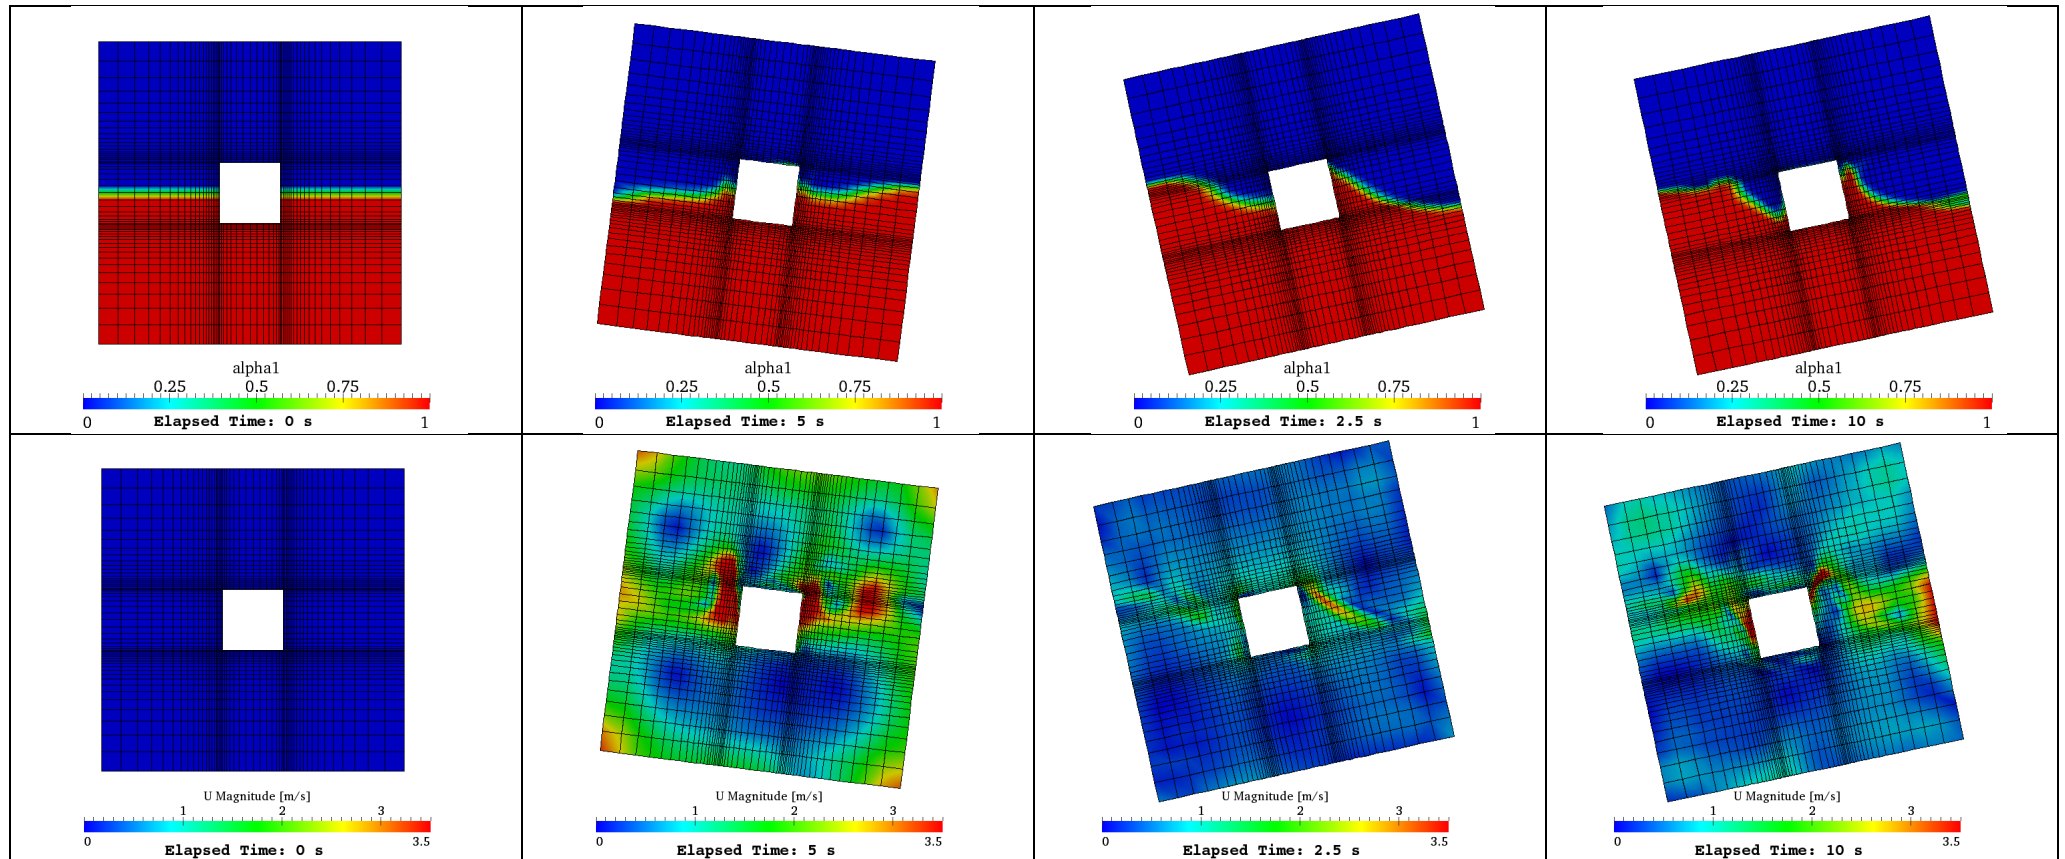 alpha1
0.25 0.5 0.75
0 Elapsed Time: 0 s 1
alpha1
0.25 0.5 0.75
0 Elapsed Time: 5 s 1
alpha1
0.25 0.5 0.75
0 Elapsed Time: 2.5 s 1
alpha1
0.25 0.5 0.75
0 Elapsed Time: 10 s 1
U Magnitude [m/s]
1 2 3
0 Elapsed Time: 0 s 3.5
U Magnitude [m/s]
1 2 3
0 Elapsed Time: 5 s 3.5
U Magnitude [m/s]
1 2 3
0 Elapsed Time: 2.5 s 3.5
U Magnitude [m/s]
1 2 3
0 Elapsed Time: 10 s 3.5